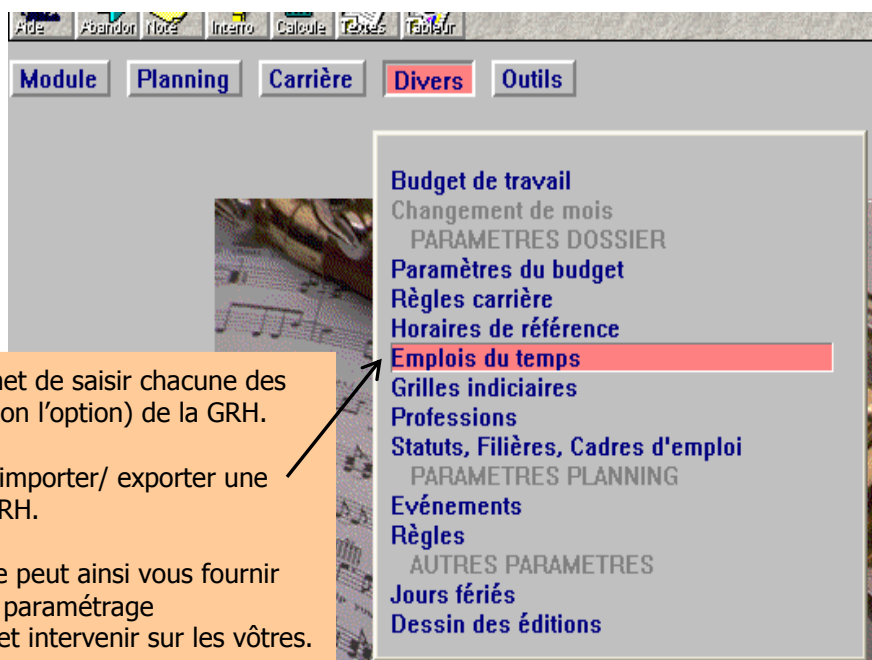 Aide Abandon Note Interro Calcule Textes Tableur
Module Planning Carrière Divers Outils
Budget de travail
Changement de mois
PARAMETRES DOSSIER
Paramètres du budget
Règles carrière
Horaires de référence
Emplois du temps
Grilles indiciaires
Professions
Statuts, Filières, Cadres d'emploi
PARAMETRES PLANNING
Evénements
Règles
AUTRES PARAMETRES
Jours fériés
Dessin des éditions
net de saisir chacune des
on l'option) de la GRH.
importer/ exporter une
RH.
e peut ainsi vous fournir
paramétrage
et intervenir sur les vôtres.